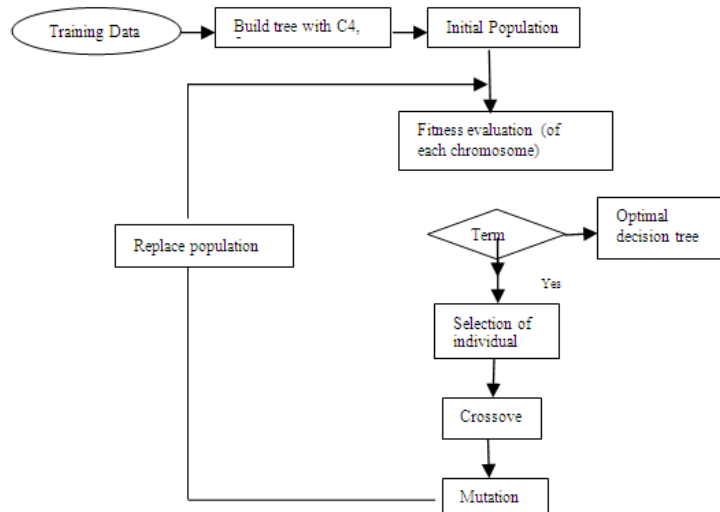 Training Data
Build tree with C4,
Initial Population
Fitness evaluation (of
each chromosome)
Replace population
Term
Optimal
decision tree
Yes
Selection of
individual
Crossove
Mutation